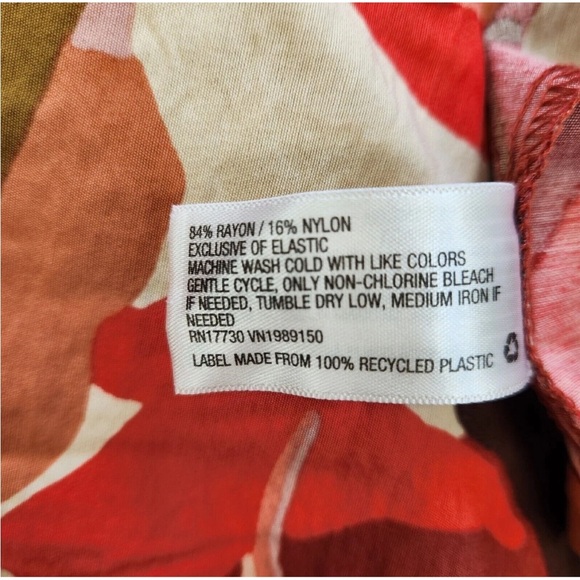 84% RAYON / 16% NYLON
EXCLUSIVE OF ELASTIC
MACHINE WASH COLD WITH LIKE COLORS
GENTLE CYCLE, ONLY NON-CHLORINE BLEACH
IF NEEDED, TUMBLE DRY LOW, MEDIUM IRON IF
NEEDED
RN17730 VN1989150
LABEL MADE FROM 100% RECYCLED PLASTIC